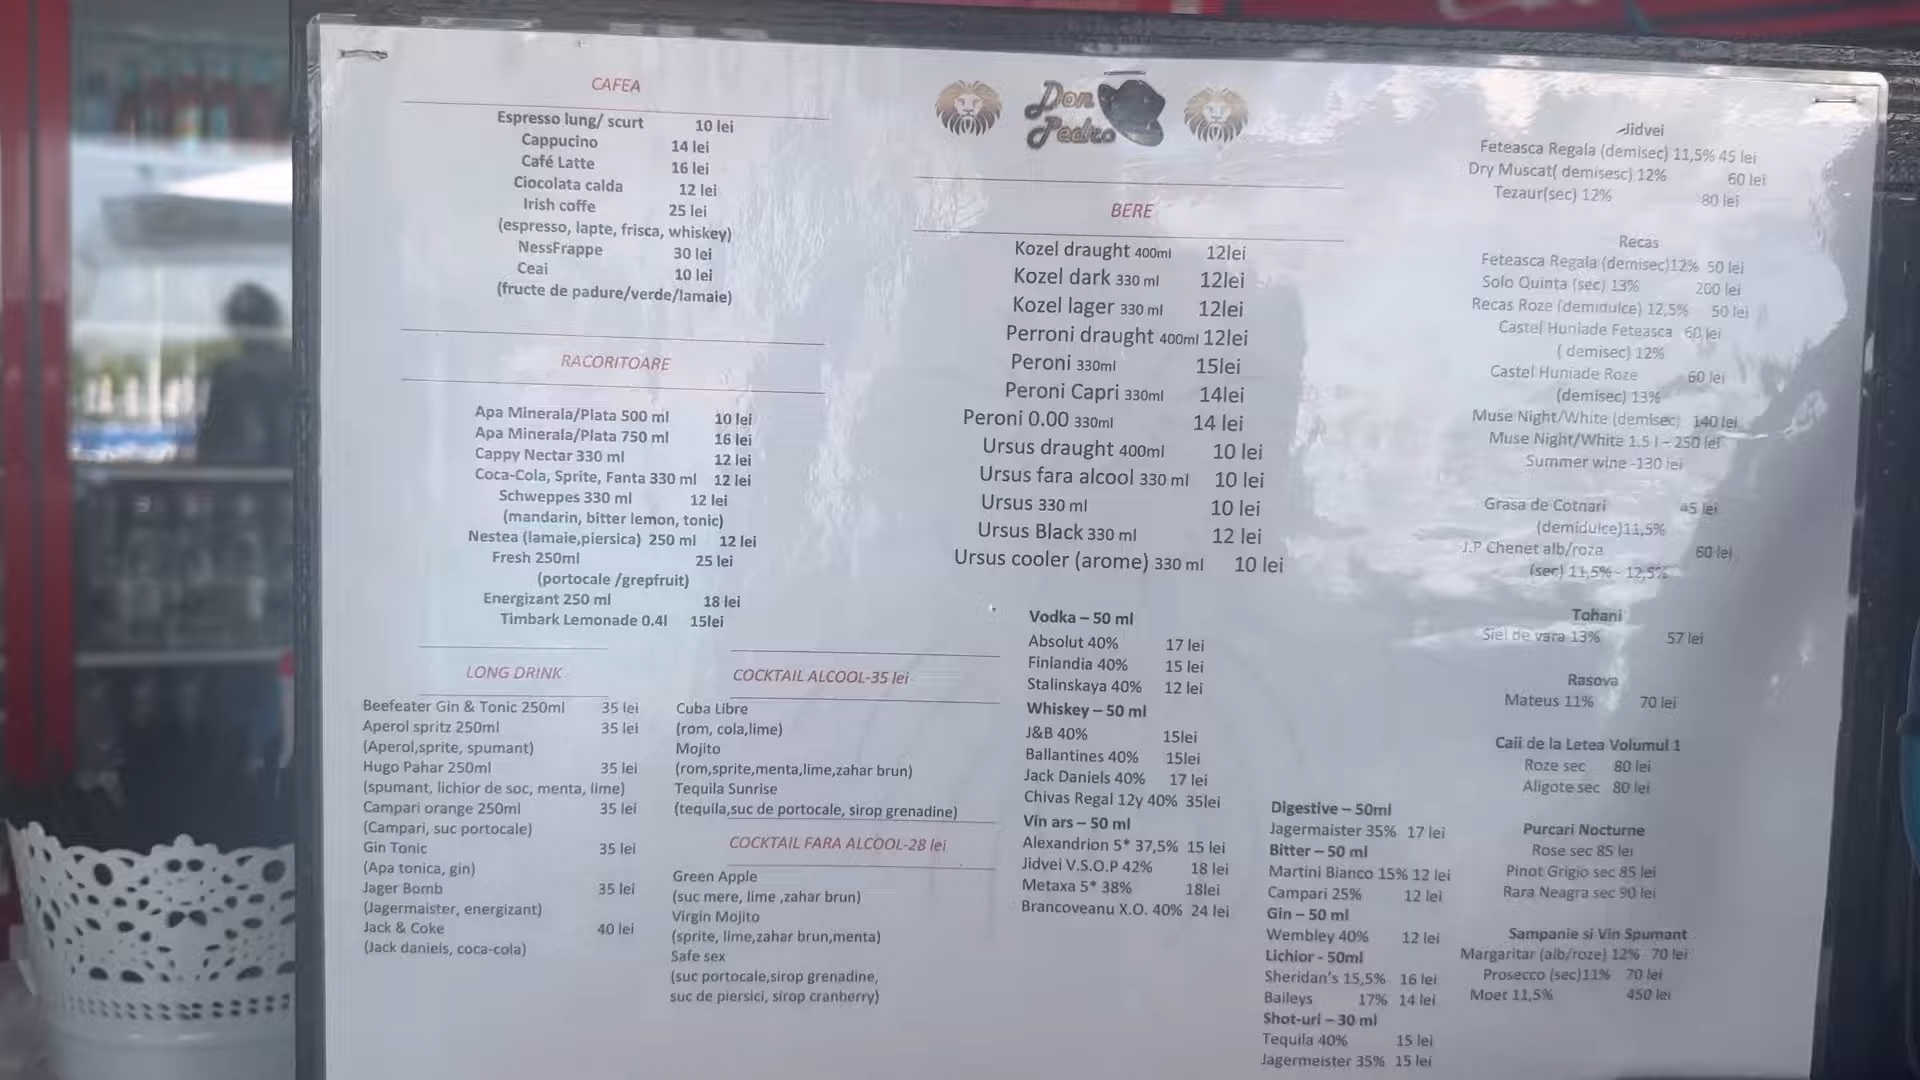 CAFEA
Espresso lung/ scurt 10 lei
Cappucino 14 lei
Café Latte 16 lei
Ciocolata calda 12 lei
Irish coffe 25 lei
(espresso, lapte, frisca, whiskey)
NessFrappe 30 lei
Ceai 10 lei
(fructe de padure/verde/lamaie)
RACORITOARE
Apa Minerala/Plata 500 ml 10 lei
Apa Minerala/Plata 750 ml 16 lei
Cappy Nectar 330 ml 12 lei
Coca-Cola, Sprite, Fanta 330 ml 12 lei
Schweppes 330 ml 12 lei
(mandarin, bitter lemon, tonic)
Nestea (lamaie,piersica) 250 ml 12 lei
Fresh 250ml 25 lei
(portocale /grepfruit)
Energizant 250 ml 18 lei
Timbark Lemonade 0.4l 15lei
LONG DRINK
Beefeater Gin & Tonic 250ml 35 lei
Aperol spritz 250ml 35 lei
(Aperol,sprite, spumant)
Hugo Pahar 250ml 35 lei
(spumant, lichior de soc, menta, lime)
Campari orange 250ml 35 lei
(Campari, suc portocale)
Gin Tonic 35 lei
(Apa tonica, gin)
Jager Bomb 35 lei
(Jagermaister, energizant)
Jack & Coke 40 lei
(Jack daniels, coca-cola)
COCKTAIL ALCOOL-35 lei
Cuba Libre
(rom, cola,lime)
Mojito
(rom,sprite,menta,lime,zahar brun)
Tequila Sunrise
(tequlla,suc de portocale, sirop grenadine)
COCKTAIL FARA ALCOOL-28 lei
Green Apple
(suc mere, lime ,zahar brun)
Virgin Mojito
(sprite, lime,zahar brun,menta)
Safe sex
(suc portocale,sirop grenadine,
suc de piersici, sirop cranberry)
Don
Pedro
BERE
Kozel draught 400ml 12lei
Kozel dark 330 ml 12lei
Kozel lager 330 ml 12lei
Perroni draught 400ml 12lei
Peroni 330ml 15lei
Peroni Capri 330ml 14lei
Peroni 0.00 330ml 14 lei
Ursus draught 400ml 10 lei
Ursus fara alcool 330 ml 10 lei
Ursus 330 ml 10 lei
Ursus Black 330 ml 12 lei
Ursus cooler (arome) 330 ml 10 lei
Vodka – 50 ml
Absolut 40% 17 lei
Finlandia 40% 15 lei
Stalinskaya 40% 12 lei
Whiskey – 50 ml
J&B 40% 15lei
Ballantines 40% 15lei
Jack Daniels 40% 17 lei
Chivas Regal 12y 40% 35lei
Vin ars – 50 ml
Alexandrion 5* 37,5% 15 lei
Jidvei V.S.O.P 42% 18 lei
Metaxa 5* 38% 18lei
Brancoveanu X.O. 40% 24 lei
Digestive – 50ml
Jagermaister 35% 17 lei
Bitter – 50 ml
Martini Bianco 15% 12 lei
Campari 25% 12 lei
Gin – 50 ml
Wembley 40% 12 lei
Lichior - 50ml
Sheridan's 15,5% 16 lei
Baileys 17% 14 lei
Shot-uri – 30 ml
Tequila 40% 15 lei
Jagermeister 35% 15 lei
Jidvei
Feteasca Regala (demisec) 11,5% 45 lei
Dry Muscat( demisesc) 12% 60 lei
Tezaur(sec) 12% 80 lei
Recas
Feteasca Regala (demisec)12% 50 lei
Solo Quinta (sec) 13% 200 lei
Recas Roze (demidulce) 12,5% 50 lei
Castel Huniade Feteasca 60 lei
( demisec) 12%
Castel Huniade Roze 60 lei
(demisec) 13%
Muse Night/White (demisec) 140 lei
Muse Night/White 1.5 l – 250 lei
Summer wine -130 lei
Grasa de Cotnari 45 lei
(demidulce)11,5%
J.P Chenet alb/roza 60 lei
(sec) 11,5% - 12,5%
Tohani
Siel de vara 13% 57 lei
Rasova
Mateus 11% 70 lei
Caii de la Letea Volumul 1
Roze sec 80 lei
Aligote sec 80 lei
Purcari Nocturne
Rose sec 85 lei
Pinot Grigio sec 85 lei
Rara Neagra sec 90 lei
Sampanie si Vin Spumant
Margaritar (alb/roze) 12% 70 lei
Prosecco (sec)11% 70 lei
Moet 11,5% 450 lei